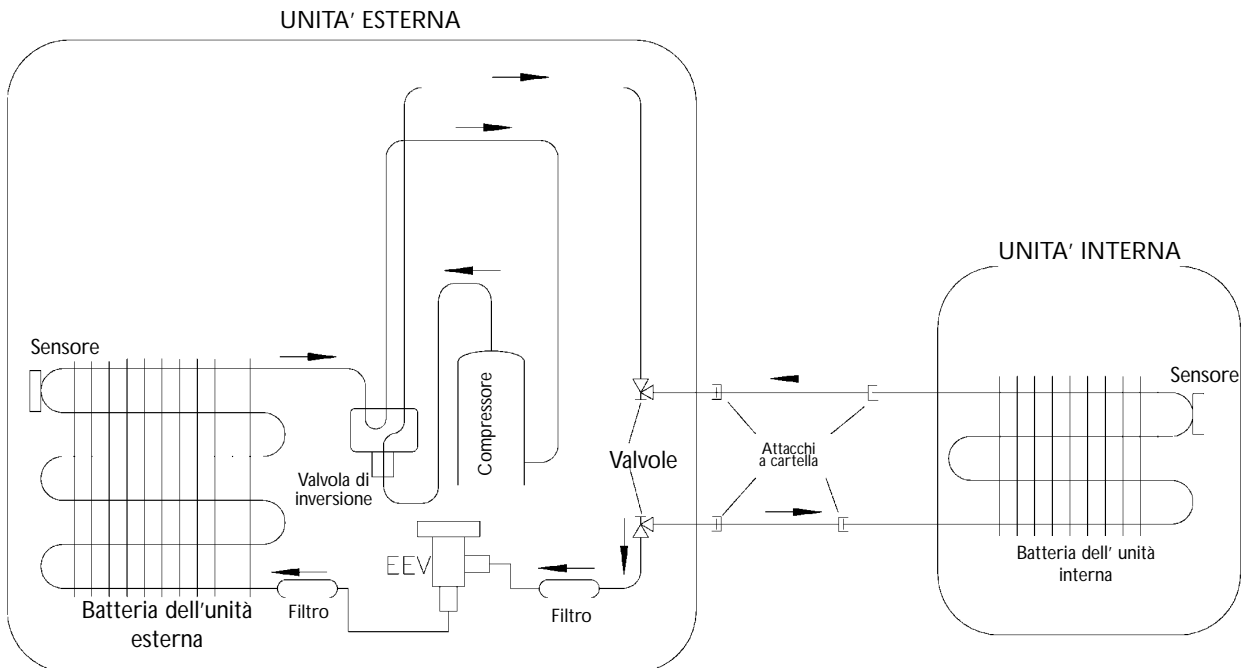 UNITA' ESTERNA
UNITA' INTERNA
Sensore
Sensore
Compressore
Valvola di
inversione
Valvole
Attacchi
a cartella
EEV
Filtro
Filtro
Batteria dell'unità
esterna
Batteria dell' unità
interna